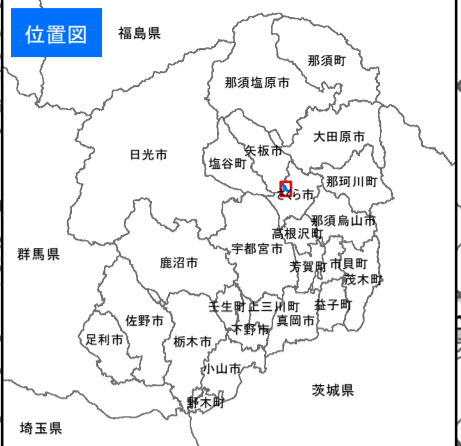 位置図
福島県
那須町
那須塩原市
大田原市
矢板市
日光市
塩谷町
那珂川町
さくら市
那須烏山市
高根沢町
宇都宮市
群馬県
鹿沼市
芳賀町
市貝町
茂木町
壬生町
上三川町
益子町
佐野市
真岡市
下野市
足利市
栃木市
小山市
茨城県
野木町
埼玉県